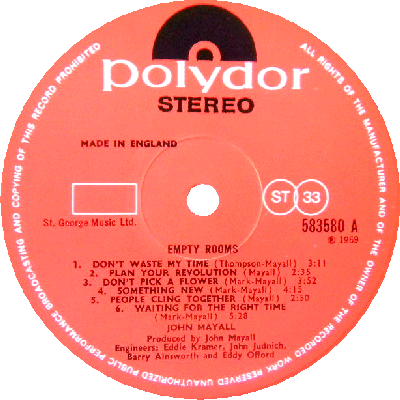 polydor
STEREO
ALL RIGHTS OF THE MANUFACTURER AND OF THE OWNER OF THE RECORDED WORK RESERVED UNAUTHORIZED PUBLIC PERFORMANCE BROADCASTING AND COPYING OF THIS RECORD PROHIBITED
MADE IN ENGLAND
ST 33
St. George Music Ltd.
583580 A
℗ 1969
EMPTY ROOMS
1. DON'T WASTE MY TIME (Thompson-Mayall) 3:11
2. PLAN YOUR REVOLUTION (Mayall) 2:35
3. DON'T PICK A FLOWER (Mark-Mayall) 3:52
4. SOMETHING NEW (Mark-Mayall) 4:15
5. PEOPLE CLING TOGETHER (Mayall) 2:50
6. WAITING FOR THE RIGHT TIME
(Mark-Mayall) 5:28
JOHN MAYALL
Produced by John Mayall
Engineers: Eddie Kramer, John Judnich,
Barry Ainsworth and Eddy Offord